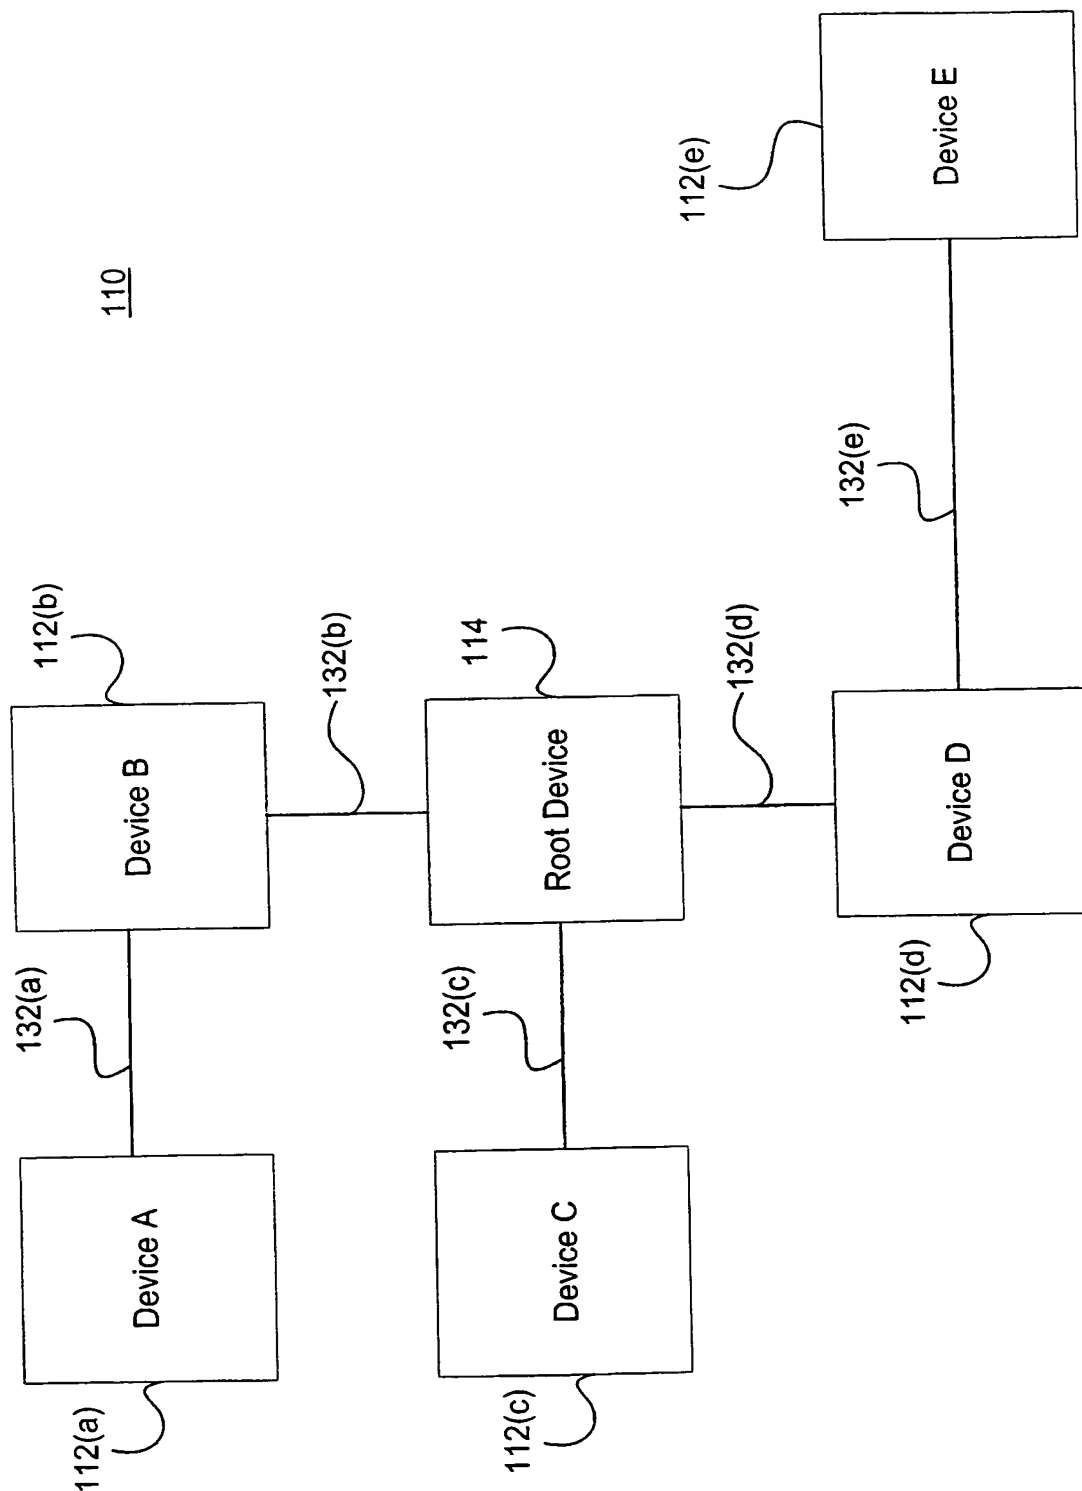 110
112(a)
Device A
132(a)
Device B
112(b)
132(b)
112(c)
Device C
132(c)
Root Device
114
132(d)
112(d)
Device D
132(e)
112(e)
Device E